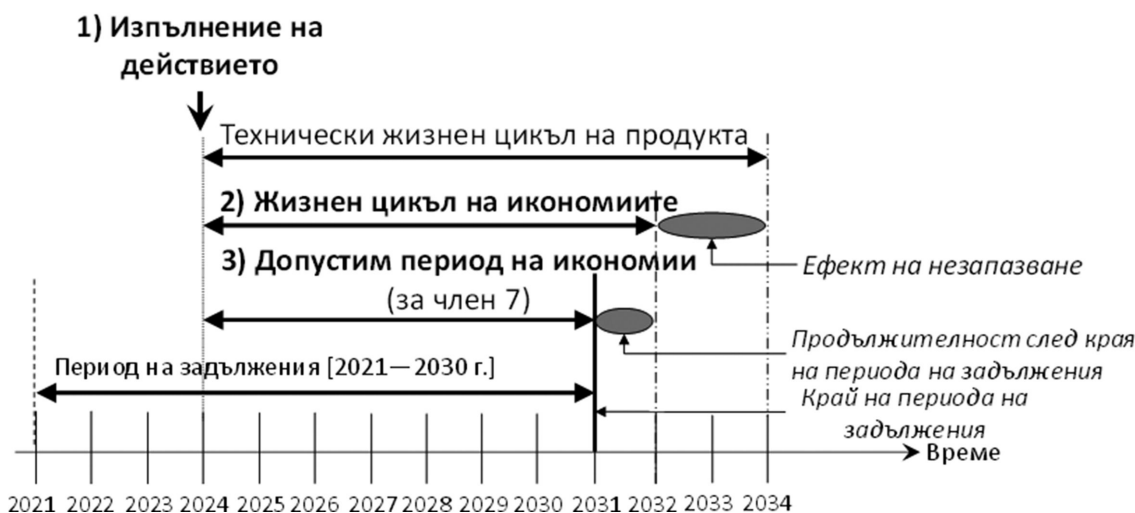 1) Изпълнение на
действието
Технически жизнен цикъл на продукта
2) Жизнен цикъл на икономиите
3) Допустим период на икономии
(за член 7)
Ефект на незапазване
Период на задължения [2021—2030 г.]
Продължителност след края
на периода на задължения
Край на периода на
задължения
Време
2021 2022 2023 2024 2025 2026 2027 2028 2029 2030 2031 2032 2033 2034